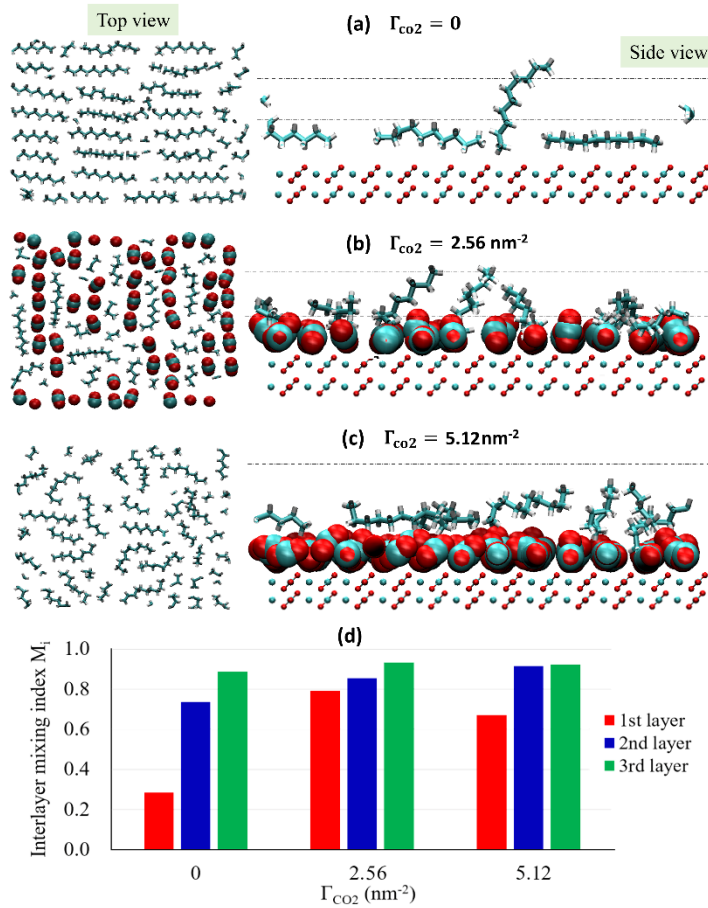 Top view
(a) Γco2 = 0
Side view
(b) Γco2 = 2.56 nm-2
(c) Γco2 = 5.12nm-2
(d)
Interlayer mixing index Mi
1.0
0.8
0.6
0.4
0.2
0.0
1st layer
2nd layer
3rd layer
0 2.56 5.12
ΓCO2 (nm-2)